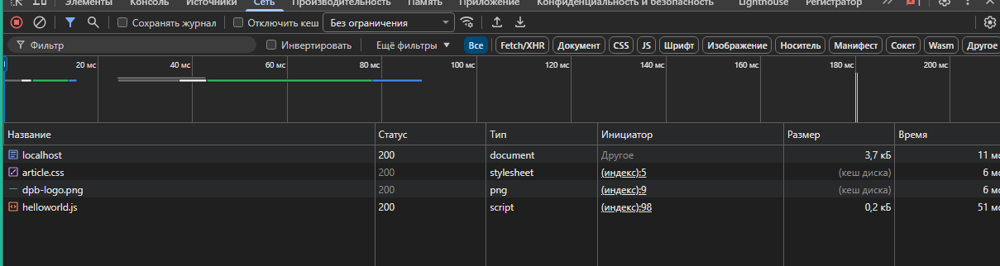 Элементы Консоль Источники Сеть Производительность Память Приложение Конфиденциальность и безопасность Lighthouse Регистратор
Сохранять журнал Отключить кеш Без ограничения
Фильтр Инвертировать Ещё фильтры Все Fetch/XHR Документ CSS JS Шрифт Изображение Носитель Манифест Сокет Wasm Другое
20 мс 40 мс 60 мс 80 мс 100 мс 120 мс 140 мс 160 мс 180 мс 200 мс
Название Статус Тип Инициатор Размер Время
localhost 200 document Другое 3,7 кБ 11 мс
article.css 200 stylesheet (индекс):5 (кеш диска) 6 мс
dpb-logo.png 200 png (индекс):9 (кеш диска) 6 мс
helloworld.js 200 script (индекс):98 0,2 кБ 51 мс